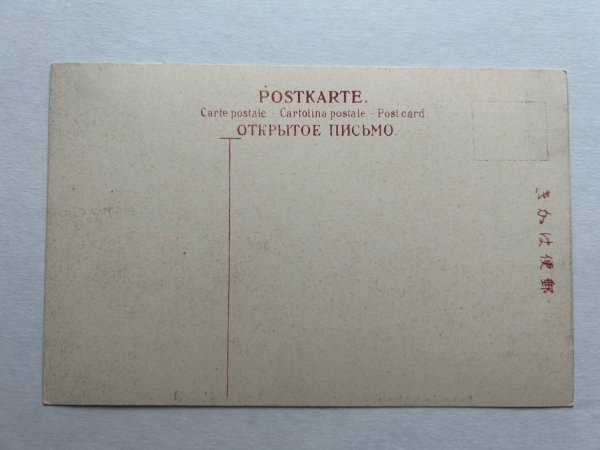 POSTKARTE.
Carte postale - Cartolina postale - Post card
ОТКРЫТОЕ ПИСЬМО
郵便はかき